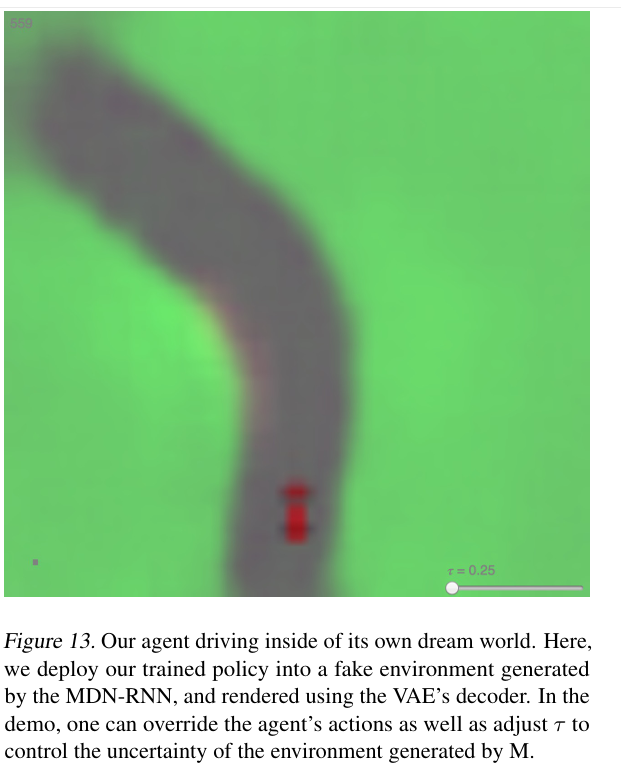 559
τ = 0.25
Figure 13. Our agent driving inside of its own dream world. Here,
we deploy our trained policy into a fake environment generated
by the MDN-RNN, and rendered using the VAE's decoder. In the
demo, one can override the agent's actions as well as adjust τ to
control the uncertainty of the environment generated by M.